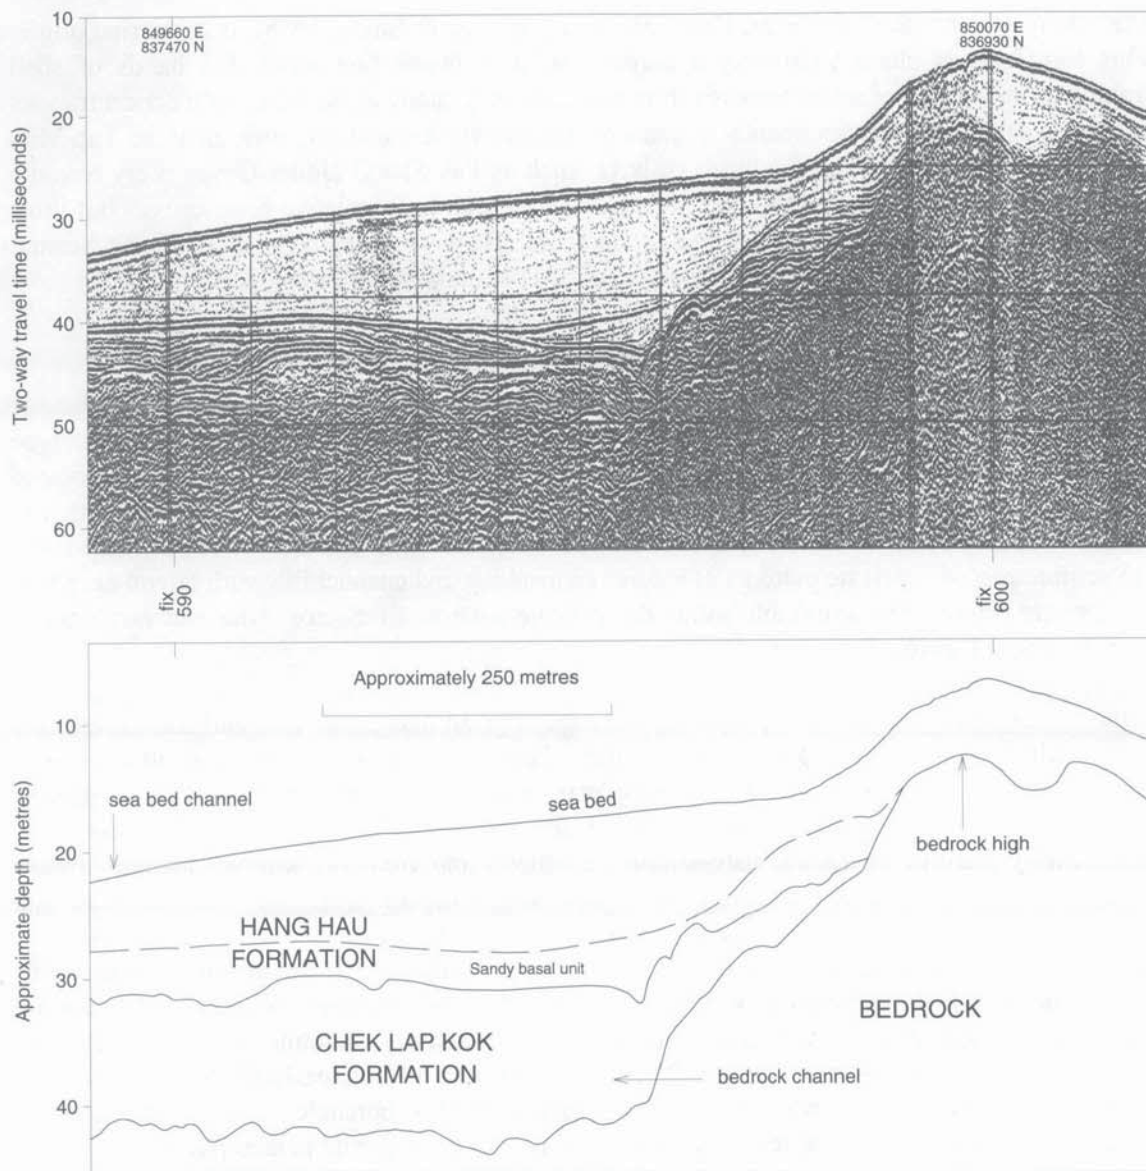 10
849660 E
837470 N
850070 E
836930 N
20
30
40
50
60
Two-way travel time (milliseconds)
fix
590
fix
600
Approximately 250 metres
10
sea bed channel
sea bed
20
bedrock high
HANG HAU
FORMATION
Sandy basal unit
30
BEDROCK
CHEK LAP KOK
FORMATION
bedrock channel
40
Approximate depth (metres)